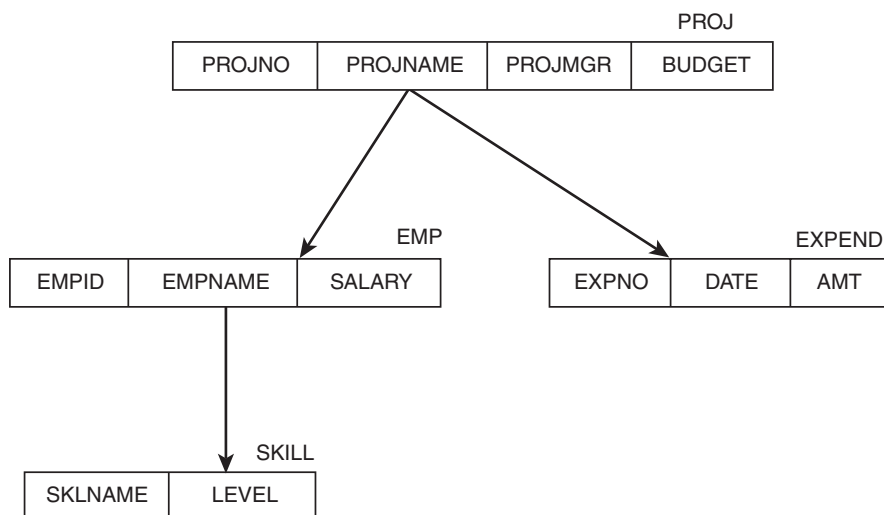 PROJ
PROJNO PROJNAME PROJMGR BUDGET
EMP
EMPID EMPNAME SALARY
EXPEND
EXPNO DATE AMT
SKILL
SKLNAME LEVEL